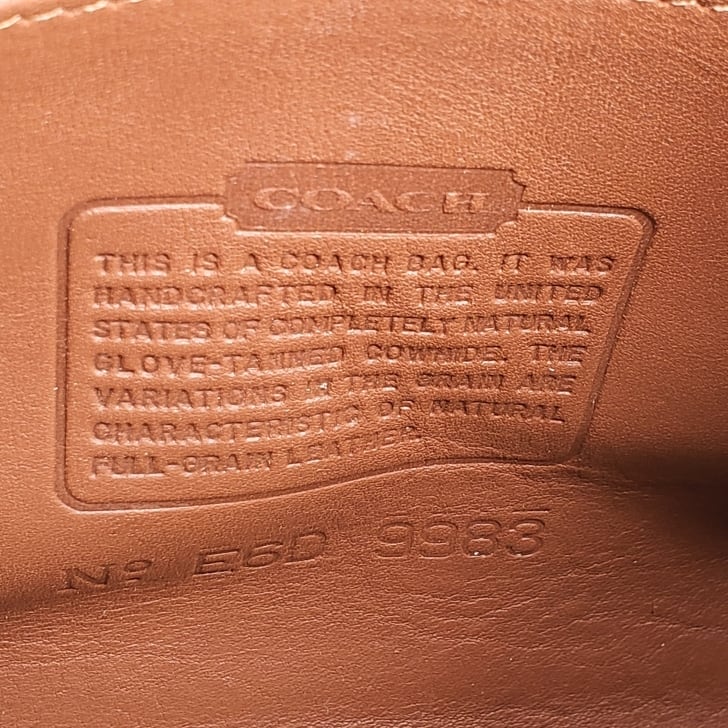 COACH
THIS IS A COACH BAG. IT WAS
HANDCRAFTED IN THE UNITED
STATES OF COMPLETELY NATURAL
GLOVE-TANNED COWHIDE. THE
VARIATIONS IN THE GRAIN ARE
CHARACTERISTIC OF NATURAL
FULL-GRAIN LEATHER.
Nº E6D 9983